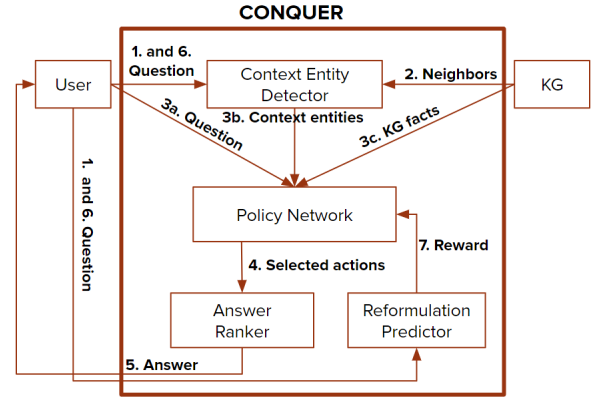 CONQUER
1. and 6.
Question
User
Context Entity
Detector
2. Neighbors
KG
3a. Question
3b. Context entities
3c. KG facts
1. and 6. Question
Policy Network
4. Selected actions
7. Reward
Answer
Ranker
Reformulation
Predictor
5. Answer